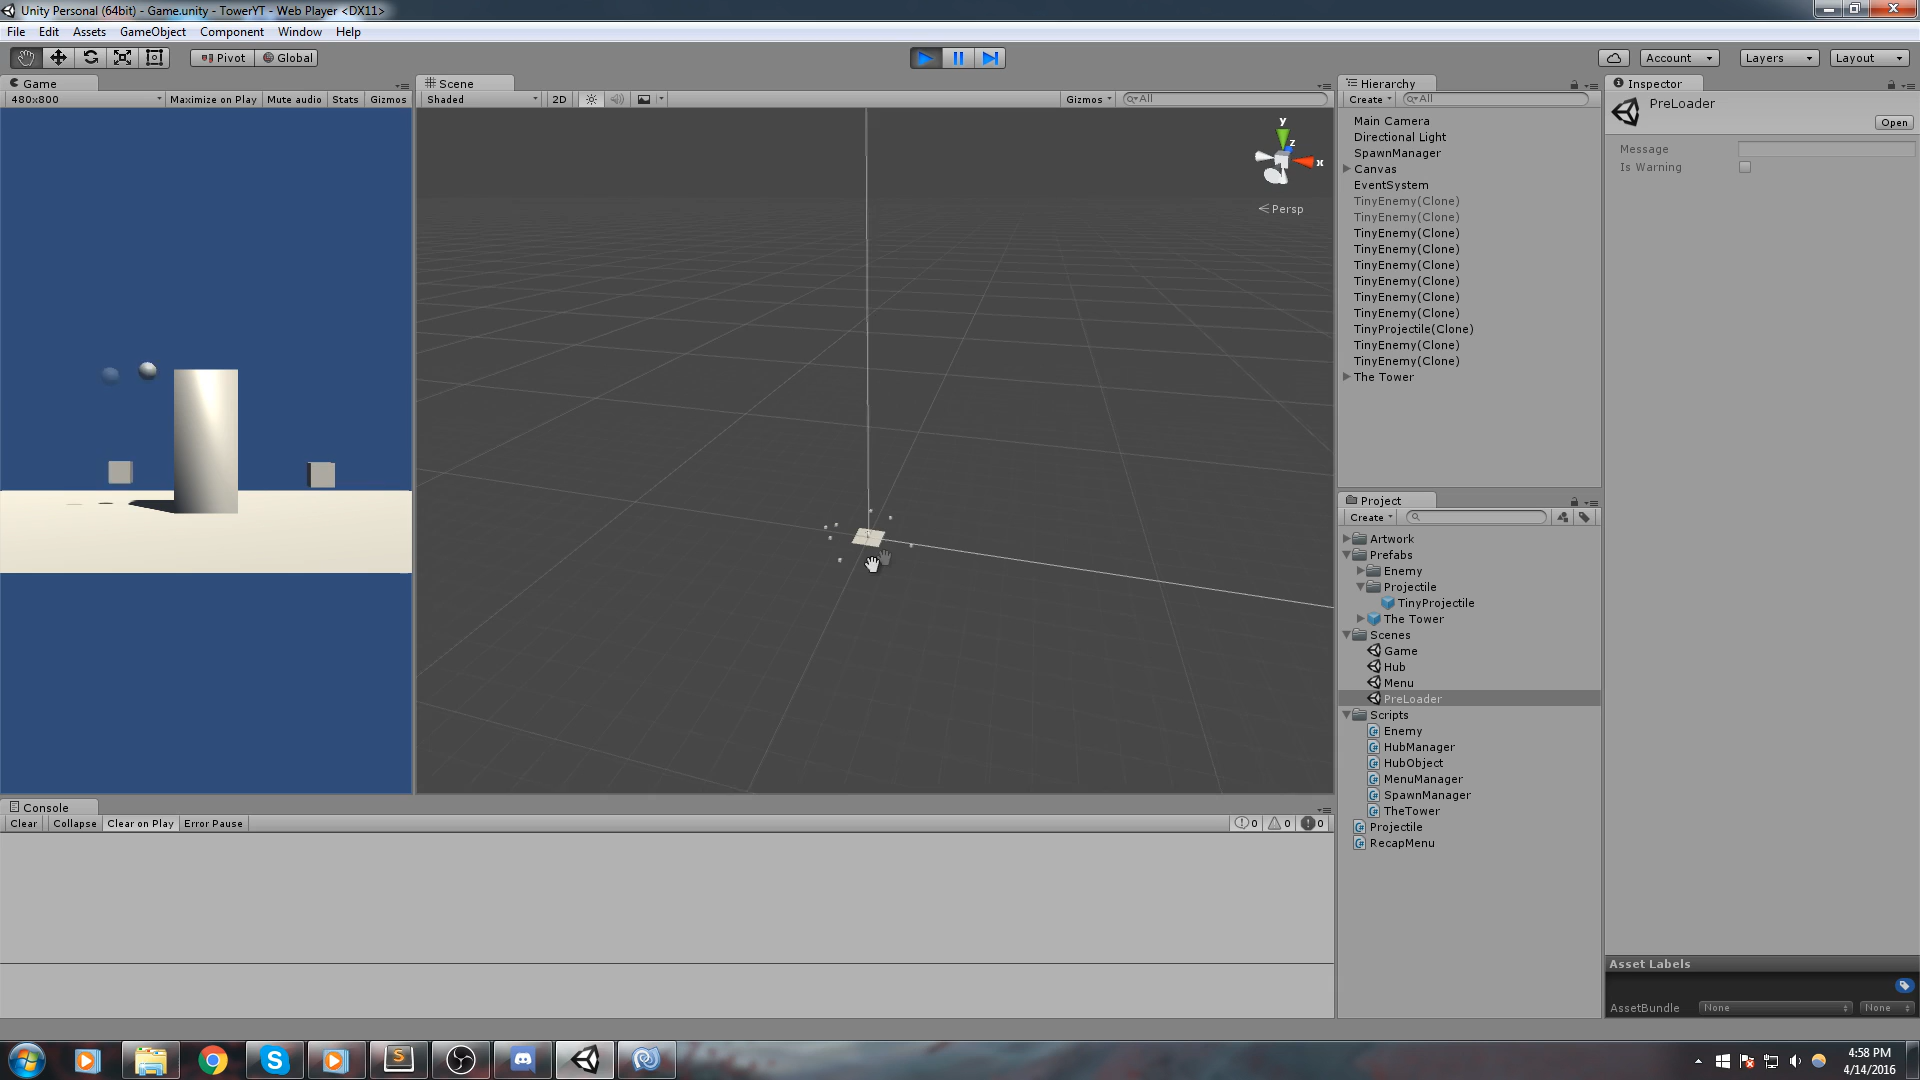 Unity Personal (64bit) - Game.unity - TowerYT - Web Player <DX11>
File Edit Assets GameObject Component Window Help
Pivot Global Account Layers Layout
Game
480x800 Maximize on Play Mute audio Stats Gizmos
Scene
Shaded 2D Gizmos All
y
z
x
Persp
Hierarchy
Create All
Main Camera
Directional Light
SpawnManager
Canvas
EventSystem
TinyEnemy(Clone)
TinyEnemy(Clone)
TinyEnemy(Clone)
TinyEnemy(Clone)
TinyEnemy(Clone)
TinyEnemy(Clone)
TinyEnemy(Clone)
TinyEnemy(Clone)
TinyProjectile(Clone)
TinyEnemy(Clone)
TinyEnemy(Clone)
The Tower
Inspector
PreLoader
Open
Message
Is Warning
Project
Create
Artwork
Prefabs
Enemy
Projectile
TinyProjectile
The Tower
Scenes
Game
Hub
Menu
PreLoader
Scripts
Enemy
HubManager
HubObject
MenuManager
SpawnManager
TheTower
Projectile
RecapMenu
Console
Clear Collapse Clear on Play Error Pause 0 0 0
Asset Labels
AssetBundle None None
4:58 PM
4/14/2016